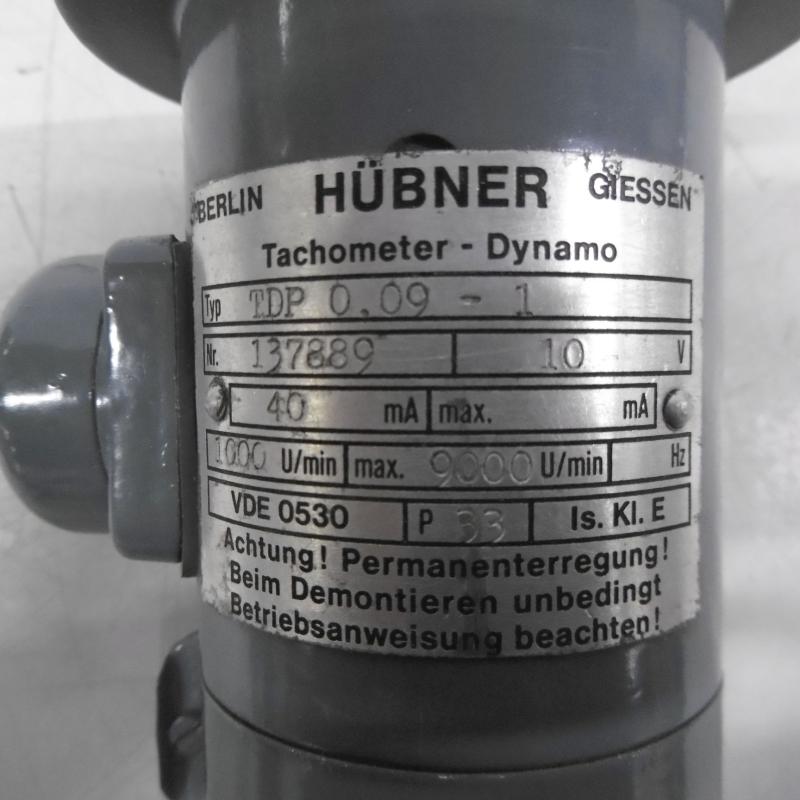 BERLIN HÜBNER GIESSEN
Tachometer - Dynamo
Typ TDP 0.09 - 1
Nr. 137889 10 V
40 mA max. mA
1000 U/min max. 9000 U/min Hz
VDE 0530 P 33 Is. Kl. E
Achtung! Permanenterregung!
Beim Demontieren unbedingt
Betriebsanweisung beachten!